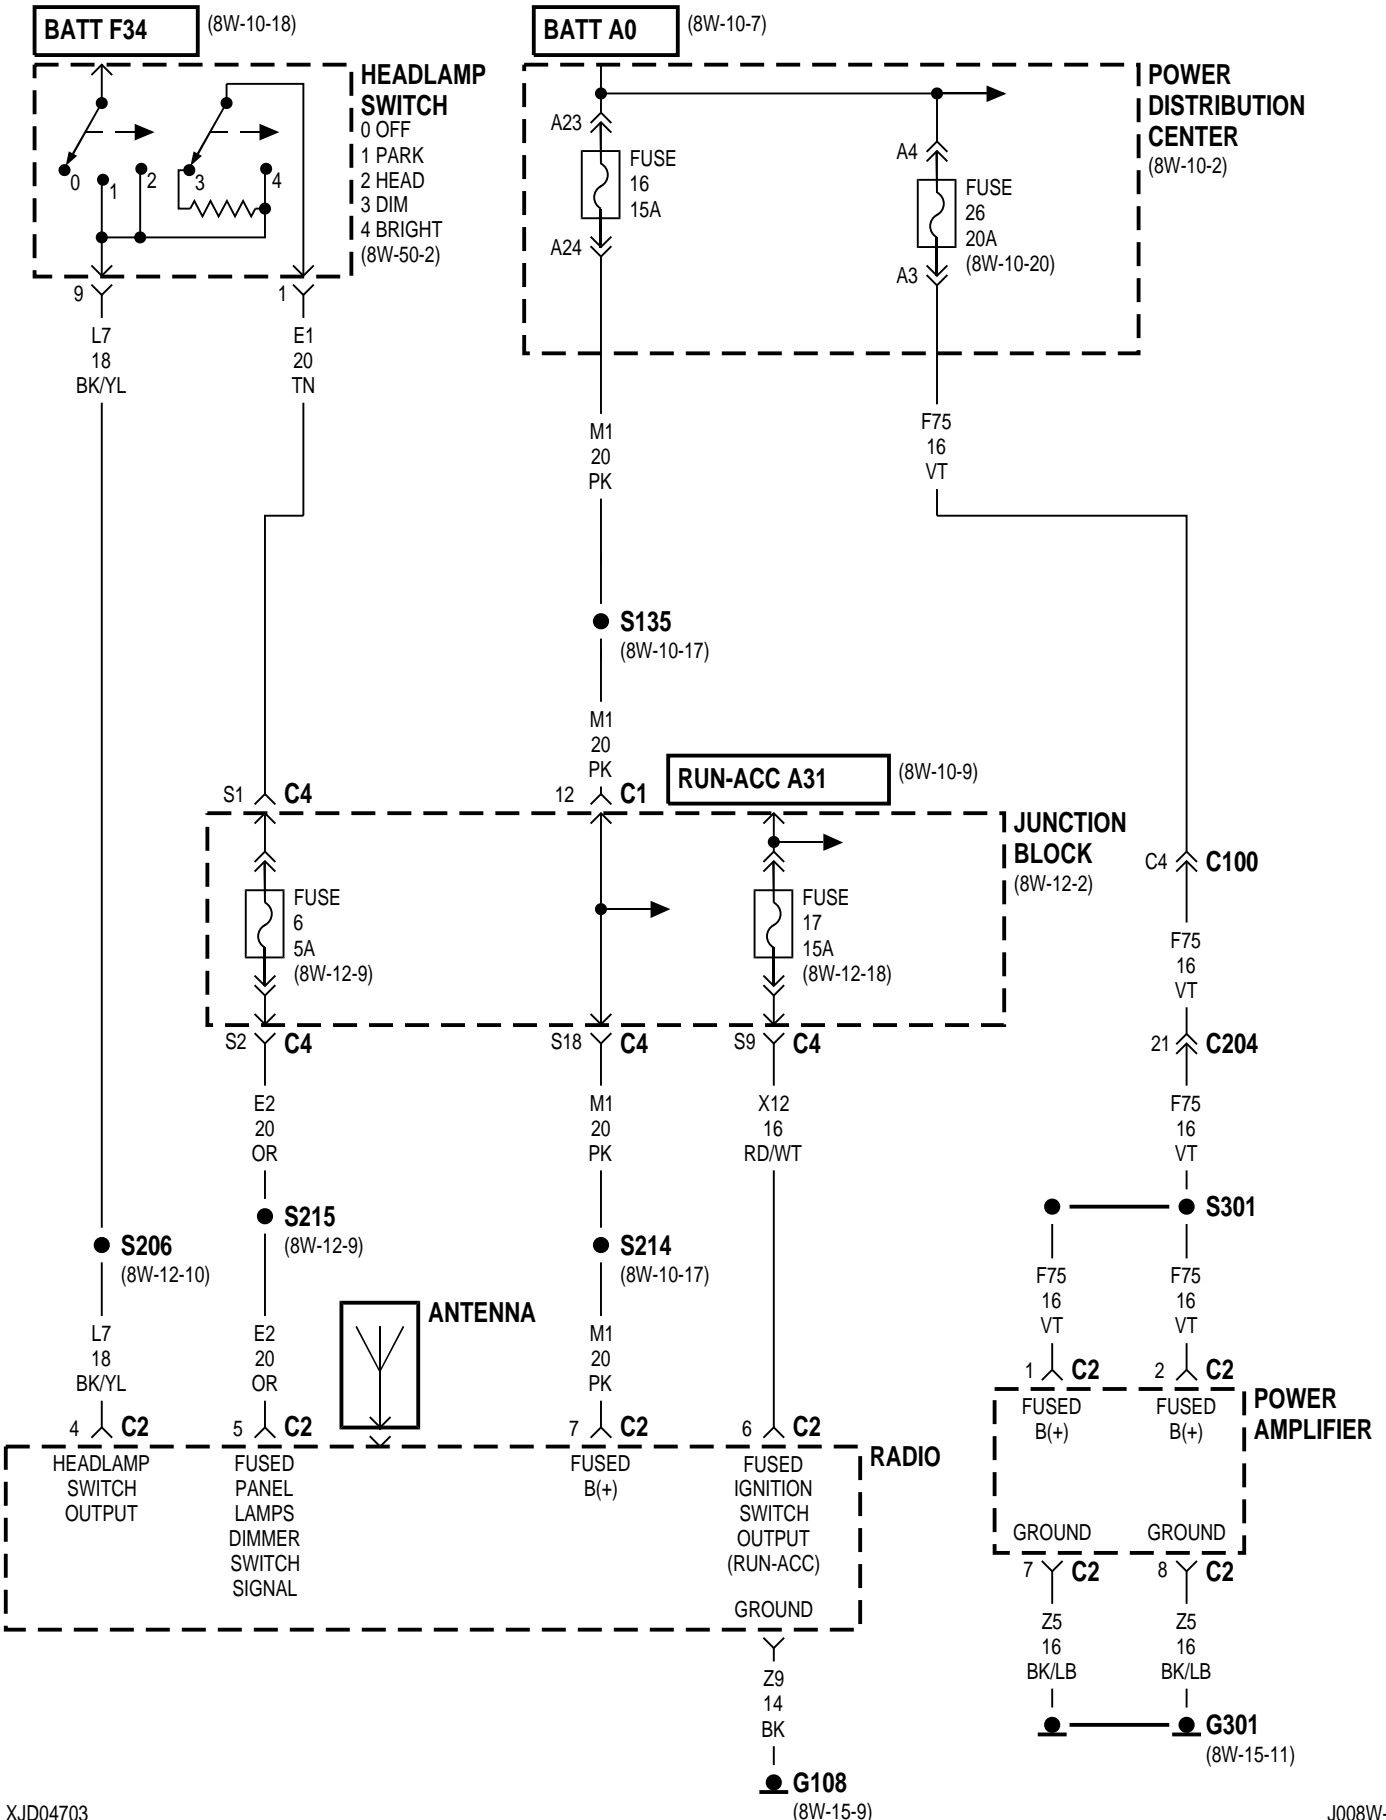 BATT F34
(8W-10-18)
BATT A0
(8W-10-7)
HEADLAMP
SWITCH
0 OFF
1 PARK
2 HEAD
3 DIM
4 BRIGHT
(8W-50-2)
0
1
2
3
4
POWER
DISTRIBUTION
CENTER
(8W-10-2)
A23
FUSE
16
15A
A24
A4
FUSE
26
20A
(8W-10-20)
A3
9
1
L7
18
BK/YL
E1
20
TN
M1
20
PK
F75
16
VT
S135
(8W-10-17)
M1
20
PK
RUN-ACC A31
(8W-10-9)
S1
C4
12
C1
JUNCTION
BLOCK
(8W-12-2)
C4
C100
FUSE
6
5A
(8W-12-9)
FUSE
17
15A
(8W-12-18)
F75
16
VT
S2
C4
S18
C4
S9
C4
21
C204
E2
20
OR
M1
20
PK
X12
16
RD/WT
F75
16
VT
S301
S215
(8W-12-9)
S206
(8W-12-10)
S214
(8W-10-17)
F75
16
VT
F75
16
VT
ANTENNA
L7
18
BK/YL
E2
20
OR
M1
20
PK
1
C2
2
C2
4
C2
5
C2
7
C2
6
C2
POWER
AMPLIFIER
FUSED
B(+)
FUSED
B(+)
GROUND
GROUND
RADIO
HEADLAMP
SWITCH
OUTPUT
FUSED
PANEL
LAMPS
DIMMER
SWITCH
SIGNAL
FUSED
B(+)
FUSED
IGNITION
SWITCH
OUTPUT
(RUN-ACC)
GROUND
7
C2
8
C2
Z5
16
BK/LB
Z5
16
BK/LB
Z9
14
BK
G301
(8W-15-11)
G108
(8W-15-9)
XJD04703
J008W-